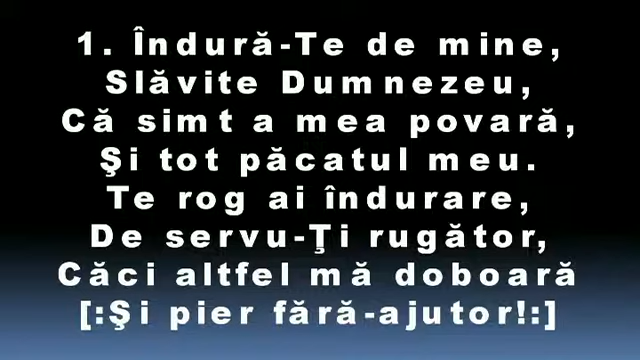 1. Îndură-Te de mine,
Slăvite Dumnezeu,
Că simt a mea povară,
Şi tot păcatul meu.
Te rog ai îndurare,
De servu-Ţi rugător,
Căci altfel mă doboară
[:Şi pier fără-ajutor!:]